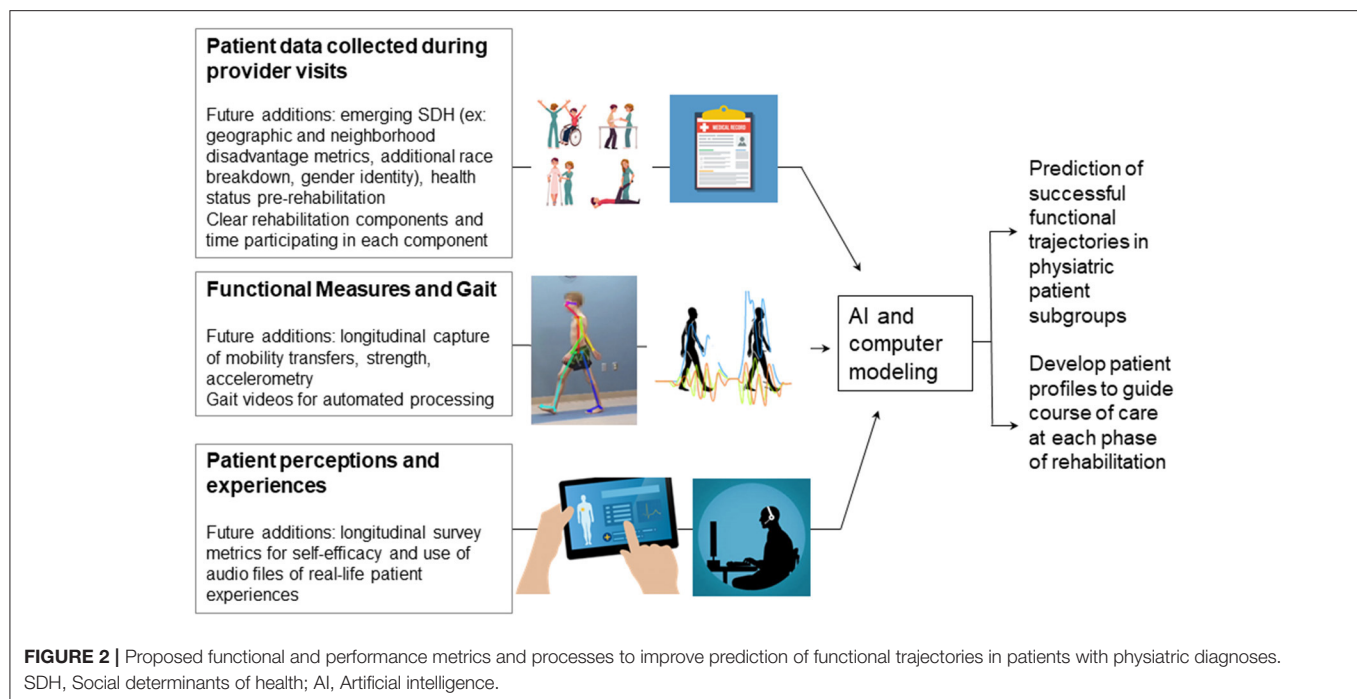 Patient data collected during
provider visits
Future additions: emerging SDH (ex:
geographic and neighborhood
disadvantage metrics, additional race
breakdown, gender identity), health
status pre-rehabilitation
Clear rehabilitation components and
time participating in each component
MEDICAL RECORD
Functional Measures and Gait
Future additions: longitudinal capture
of mobility transfers, strength,
accelerometry
Gait videos for automated processing
Patient perceptions and
experiences
Future additions: longitudinal survey
metrics for self-efficacy and use of
audio files of real-life patient
experiences
AI and
computer
modeling
Prediction of
successful
functional
trajectories in
physiatric
patient
subgroups
Develop patient
profiles to guide
course of care
at each phase
of rehabilitation
FIGURE 2 | Proposed functional and performance metrics and processes to improve prediction of functional trajectories in patients with physiatric diagnoses.
SDH, Social determinants of health; AI, Artificial intelligence.